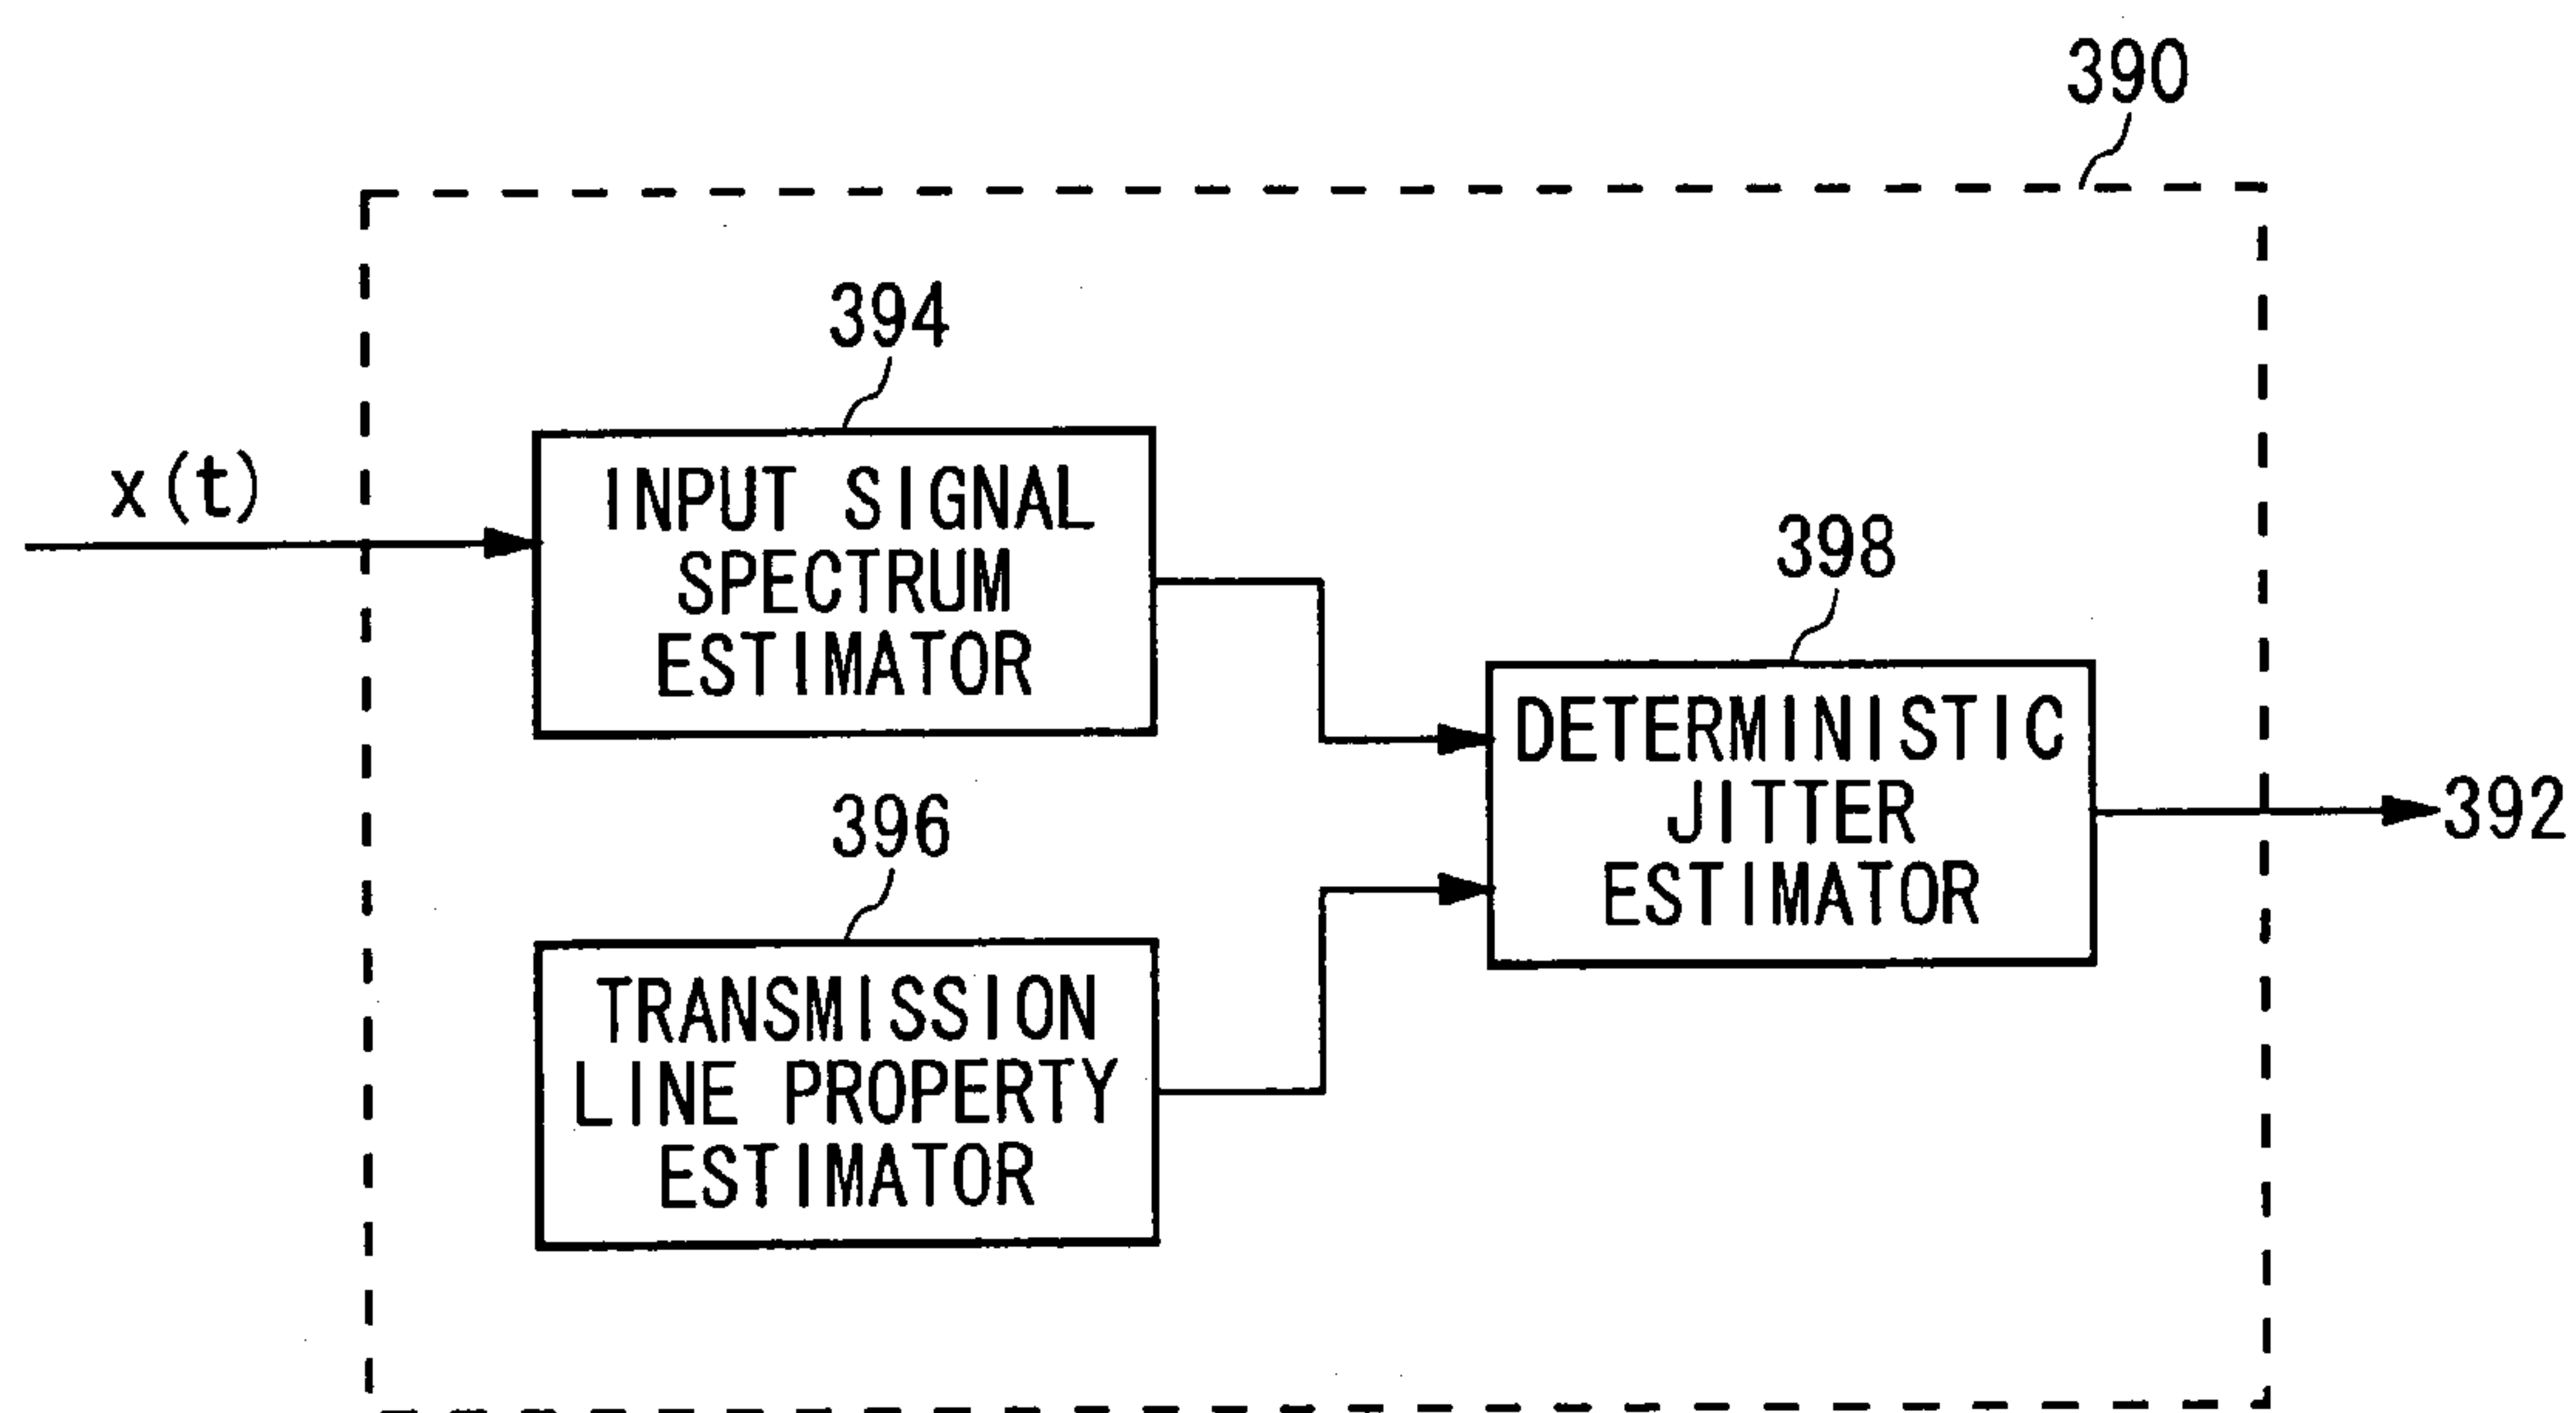 390
394
x(t)
INPUT SIGNAL
SPECTRUM
ESTIMATOR
398
DETERMINISTIC
JITTER
ESTIMATOR
392
396
TRANSMISSION
LINE PROPERTY
ESTIMATOR